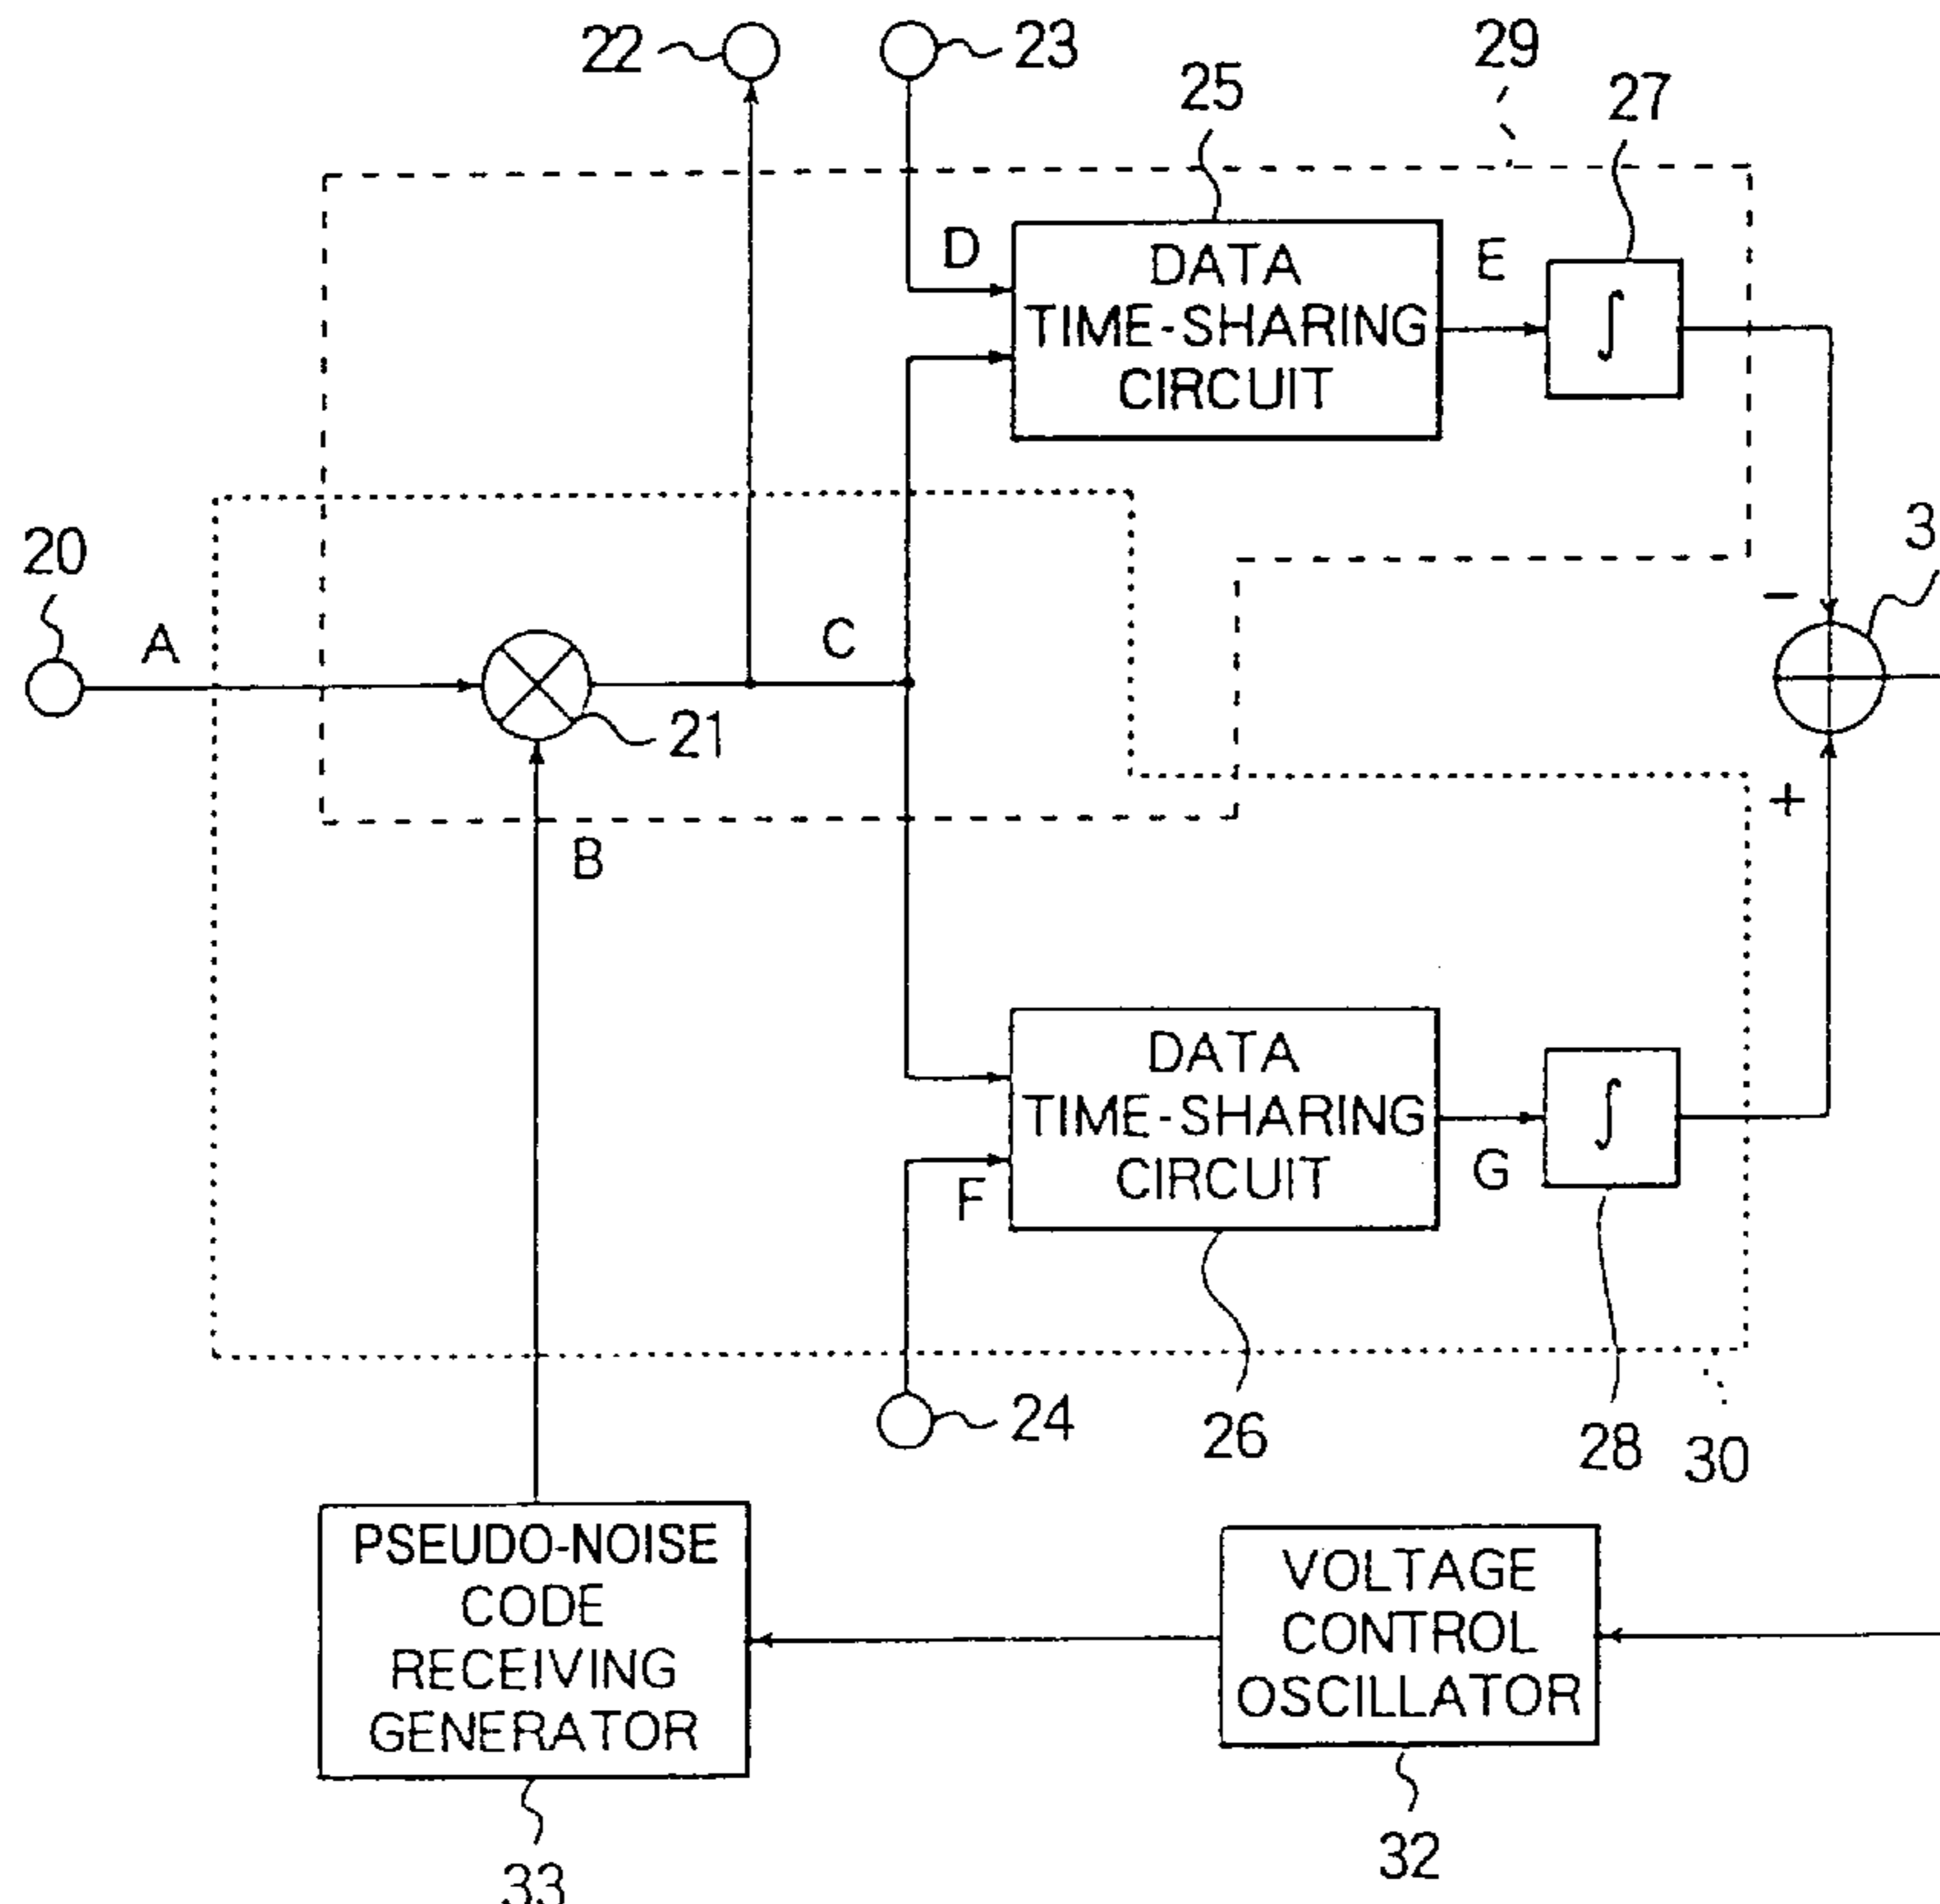 22
23
29
25
27
D
DATA
TIME-SHARING
CIRCUIT
E
∫
20
A
C
3
−
21
+
B
DATA
TIME-SHARING
CIRCUIT
F
G
∫
24
26
28
30
PSEUDO-NOISE
CODE
RECEIVING
GENERATOR
VOLTAGE
CONTROL
OSCILLATOR
32
33